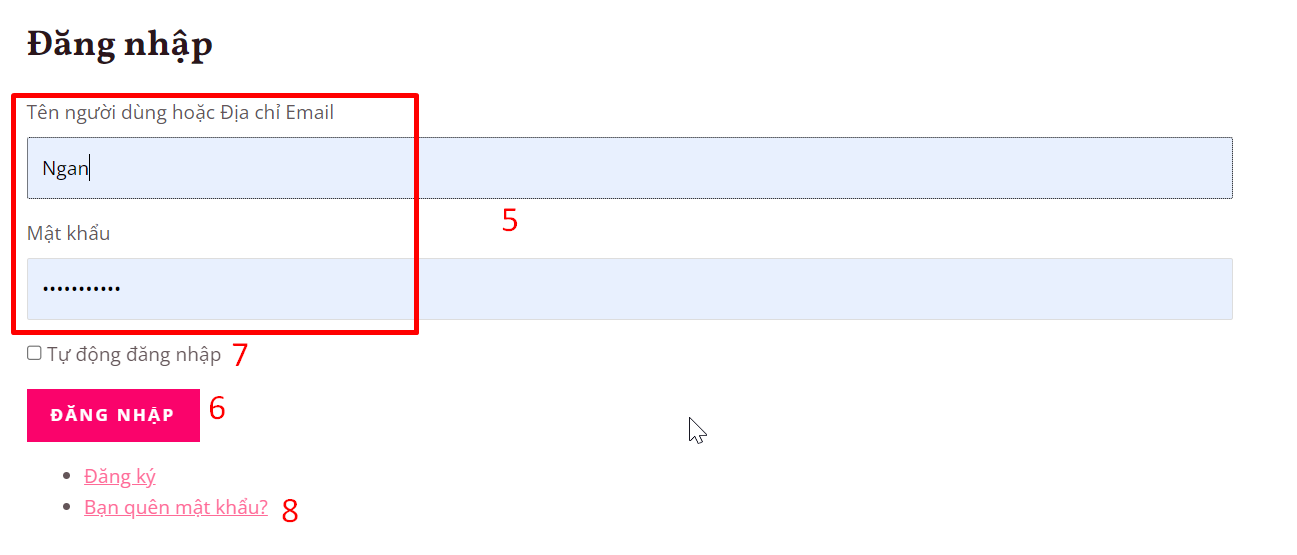 Đăng nhập
Tên người dùng hoặc Địa chỉ Email
Ngan
5
Mật khẩu
•••••••••••
Tự động đăng nhập 7
ĐĂNG NHẬP 6
Đăng ký
Bạn quên mật khẩu? 8